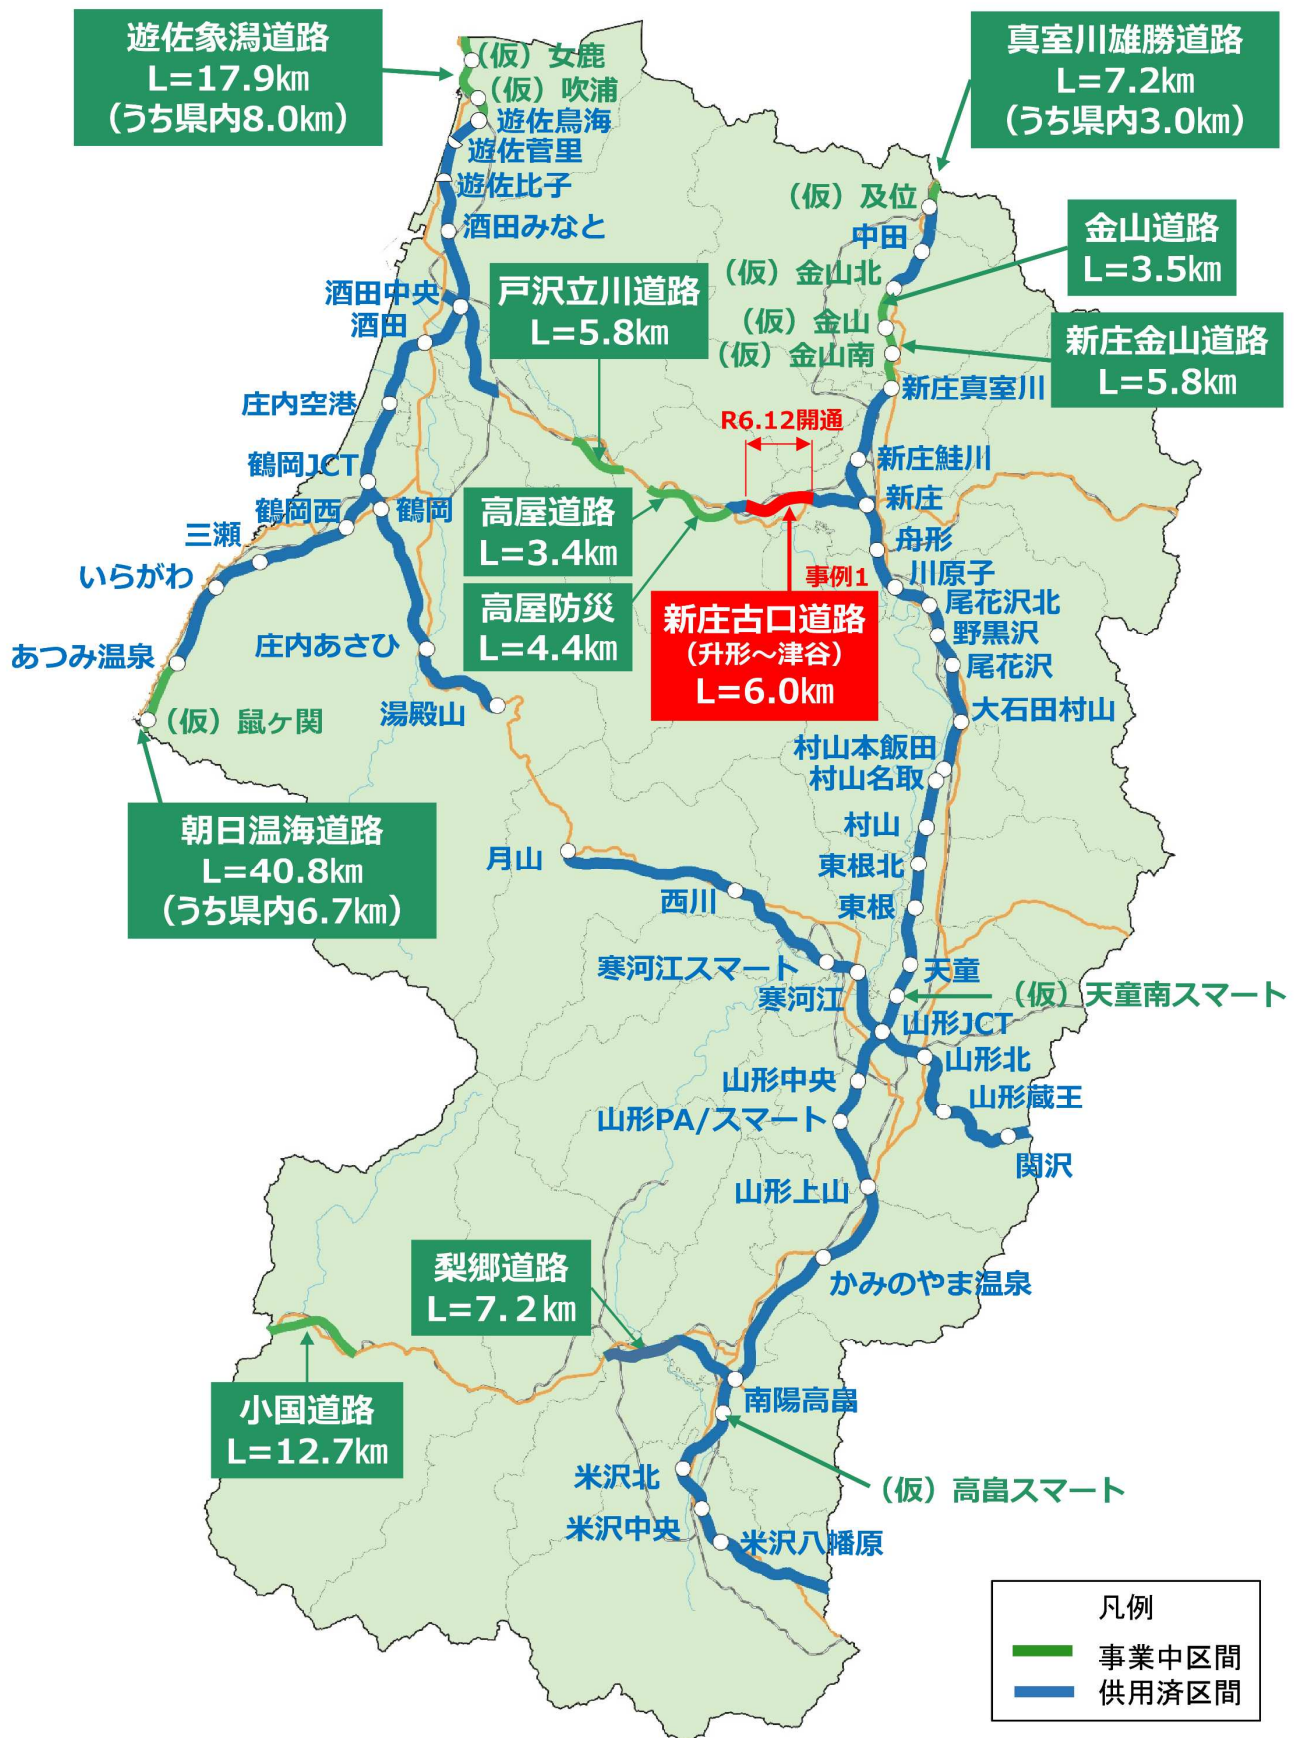 遊佐象潟道路
L=17.9㎞
（うち県内8.0㎞）
真室川雄勝道路
L=7.2㎞
（うち県内3.0㎞）
（仮）女鹿
（仮）吹浦
遊佐鳥海
遊佐菅里
遊佐比子
酒田みなと
（仮）及位
中田
（仮）金山北
（仮）金山
（仮）金山南
金山道路
L=3.5㎞
新庄金山道路
L=5.8㎞
戸沢立川道路
L=5.8㎞
酒田中央
酒田
庄内空港
鶴岡JCT
鶴岡西
鶴岡
三瀬
いらがわ
あつみ温泉
（仮）鼠ヶ関
庄内あさひ
湯殿山
新庄真室川
R6.12開通
新庄鮭川
新庄
高屋道路
L=3.4㎞
高屋防災
L=4.4㎞
事例1
新庄古口道路
（升形～津谷）
L=6.0㎞
舟形
川原子
尾花沢北
野黒沢
尾花沢
大石田村山
村山本飯田
村山名取
村山
東根北
東根
朝日温海道路
L=40.8㎞
（うち県内6.7㎞）
月山
西川
寒河江スマート
寒河江
天童
（仮）天童南スマート
山形JCT
山形北
山形中央
山形蔵王
山形PA/スマート
関沢
山形上山
かみのやま温泉
梨郷道路
L=7.2㎞
小国道路
L=12.7㎞
南陽高畠
米沢北
（仮）高畠スマート
米沢中央
米沢八幡原
凡例
事業中区間
供用済区間